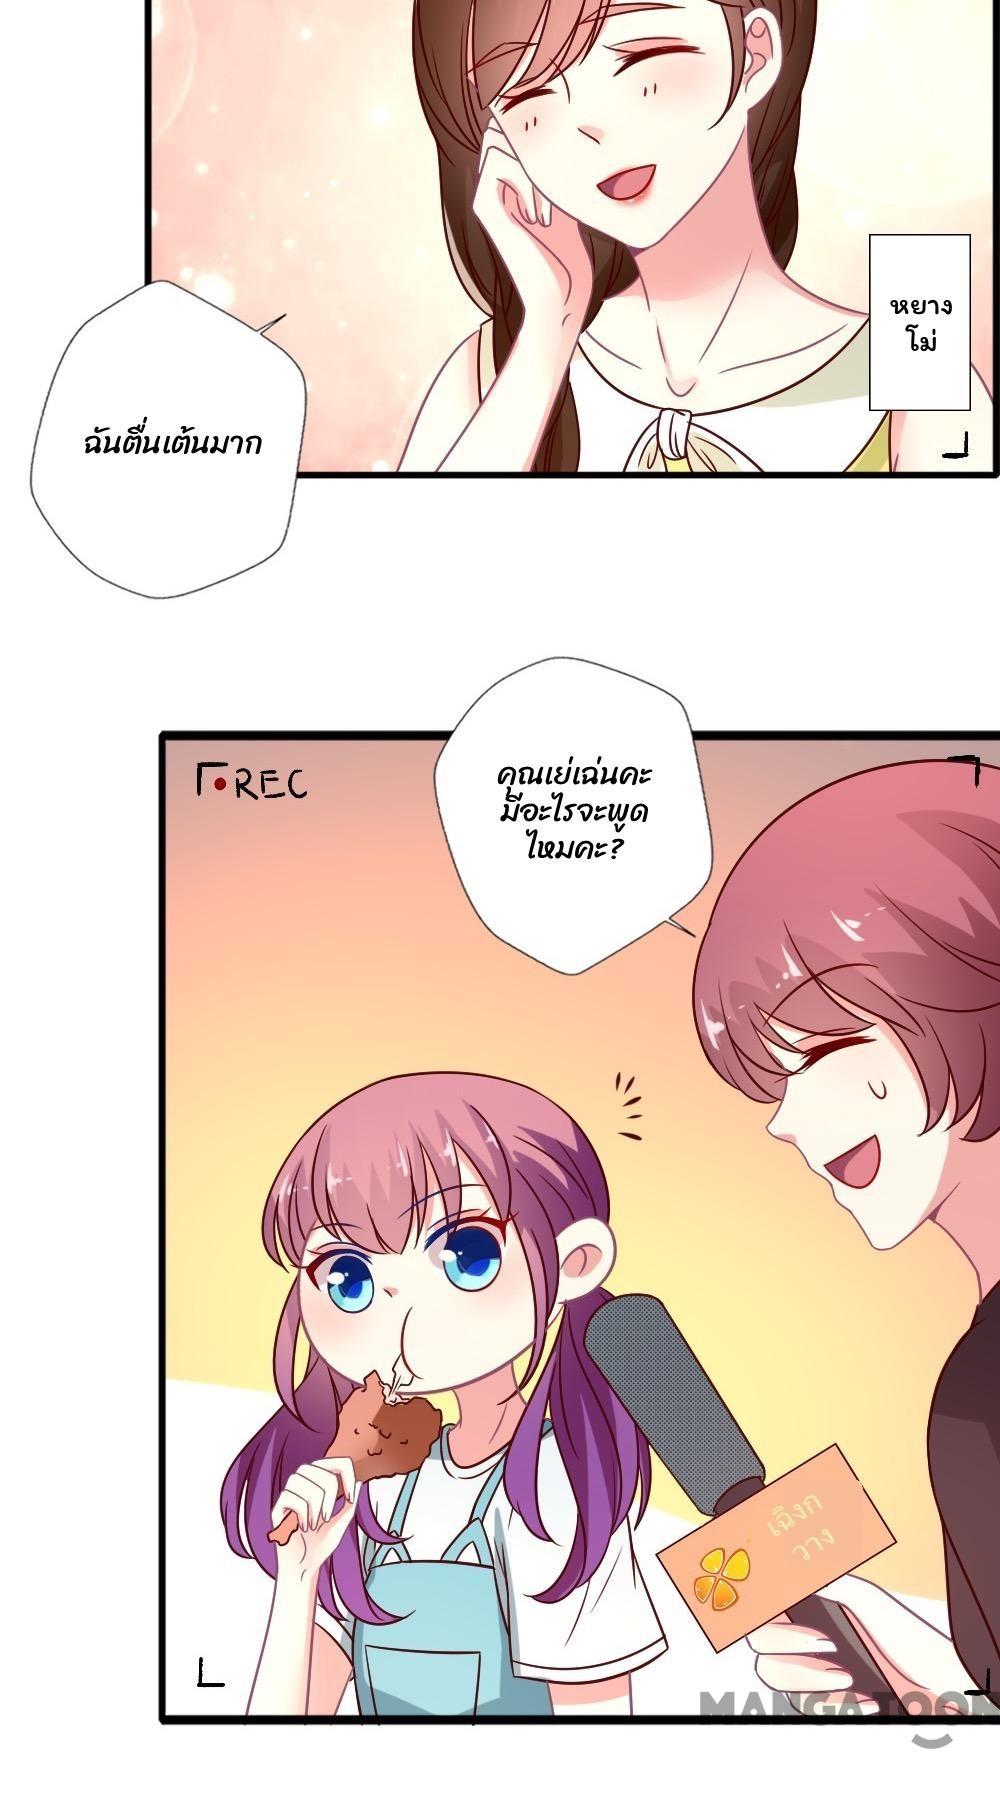 หยาง
โม่
ฉันตื่นเต้นมาก
คุณเย่เฉ่นคะ
มีอะไรจะพูด
ไหมคะ?
REC
เฉิงก
วาง
MANGATOON